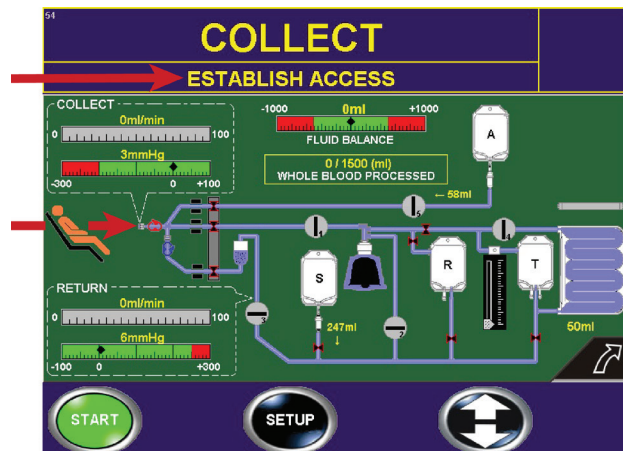 54
COLLECT
ESTABLISH ACCESS
COLLECT
0ml/min
0 100
3mmHg
-300 0 +100
-1000 0ml +1000
FLUID BALANCE
0 / 1500 (ml)
WHOLE BLOOD PROCESSED
A
← 58ml
5
1
4
S
R
T
RETURN
0ml/min
0 100
6mmHg
-100 0 +300
3
247ml
↓
2
50ml
START
SETUP